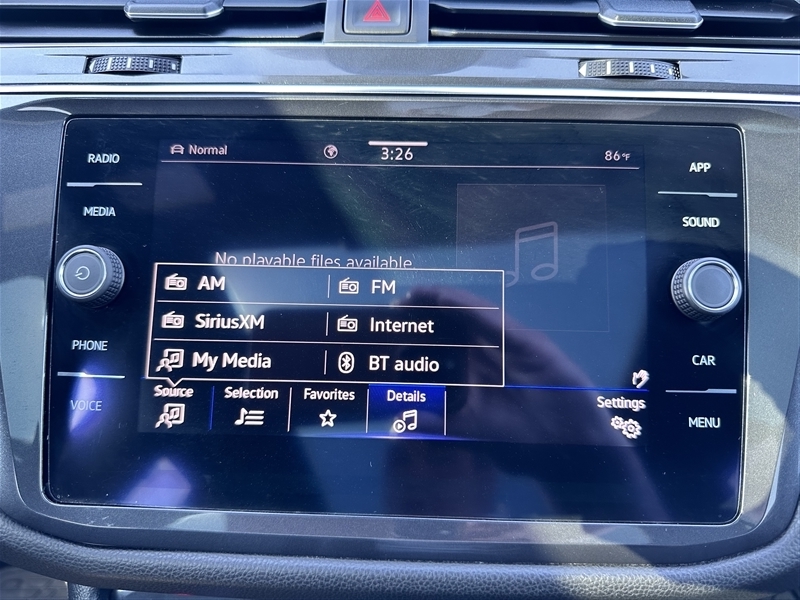 RADIO
MEDIA
PHONE
VOICE
Normal
3:26
86°F
No playable files available
AM
FM
SiriusXM
Internet
My Media
BT audio
Source
Selection
Favorites
Details
Settings
APP
SOUND
CAR
MENU